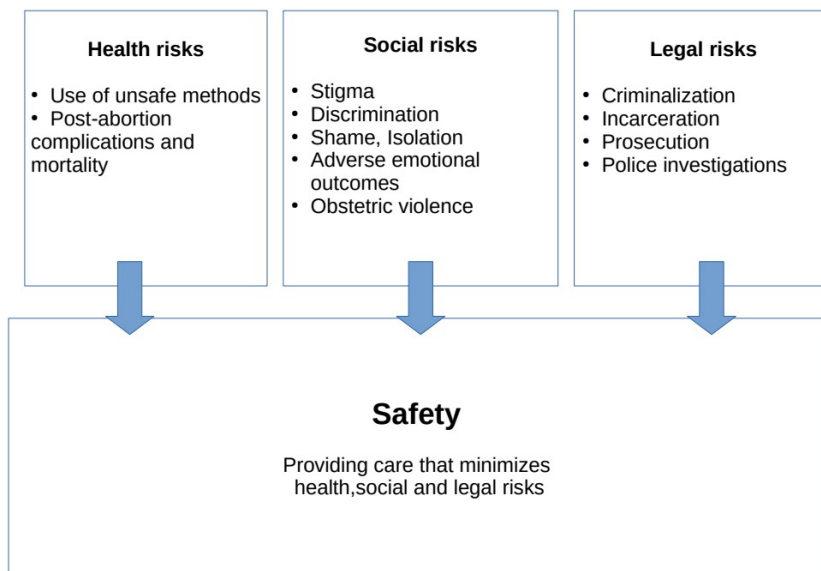 Health risks
• Use of unsafe methods
• Post-abortion
complications and
mortality
Social risks
• Stigma
• Discrimination
• Shame, Isolation
• Adverse emotional
outcomes
• Obstetric violence
Legal risks
• Criminalization
• Incarceration
• Prosecution
• Police investigations
Safety
Providing care that minimizes
health,social and legal risks